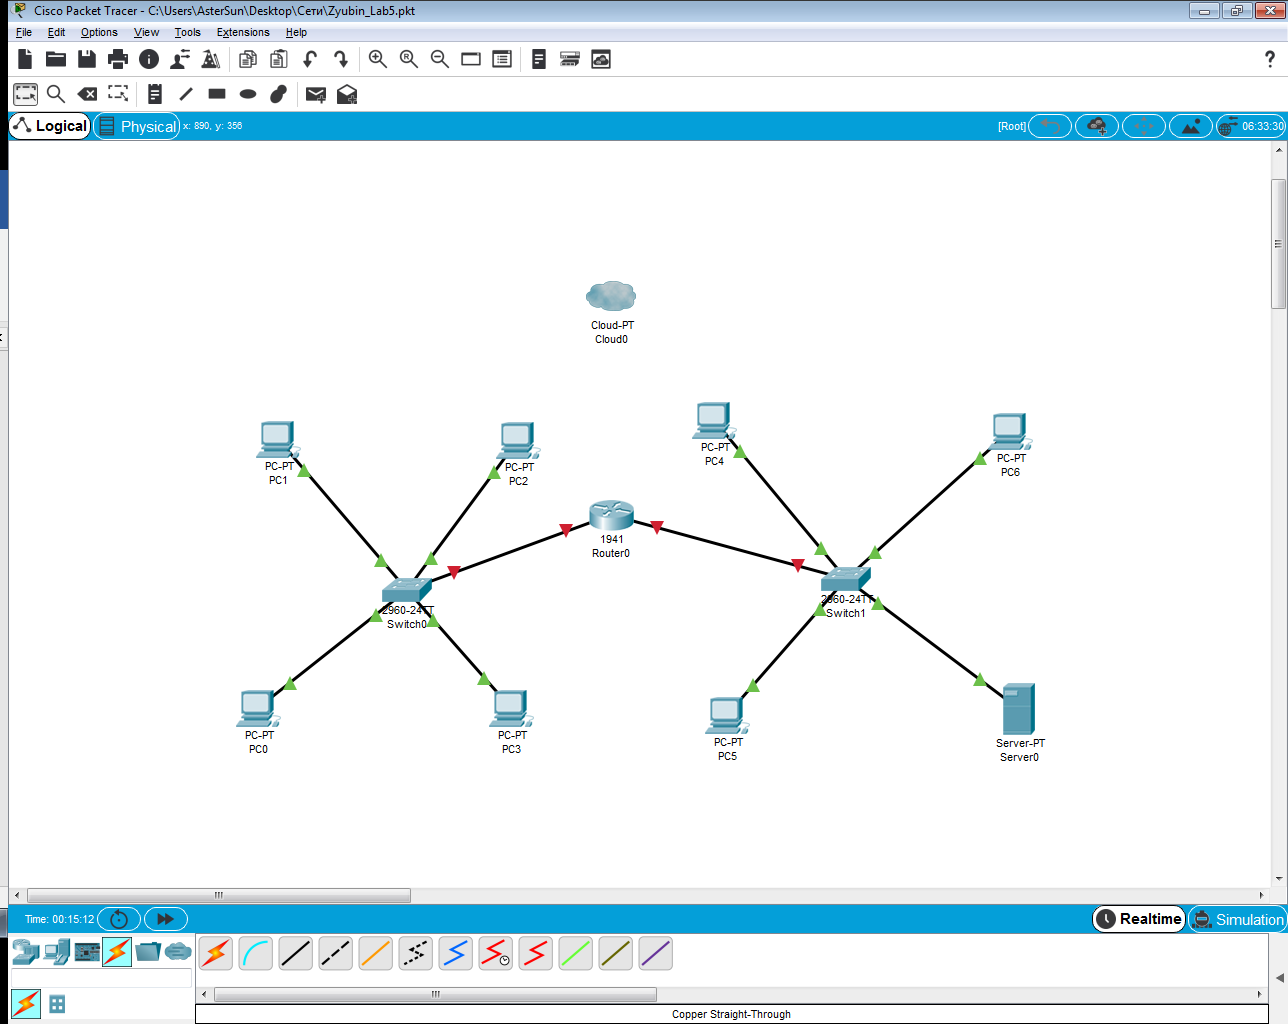 Cisco Packet Tracer - C:\Users\AsterSun\Desktop\Сети\Zyubin_Lab5.pkt
File Edit Options View Tools Extensions Help
?
Logical Physical x: 890, y: 356 [Root] 06:33:30
Cloud-PT
Cloud0
PC-PT
PC4
PC-PT
PC6
PC-PT
PC1
PC-PT
PC2
1941
Router0
2960-24TT
Switch0
2960-24TT
Switch1
PC-PT
PC0
PC-PT
PC3
PC-PT
PC5
Server-PT
Server0
Time: 00:15:12 Realtime Simulation
Copper Straight-Through